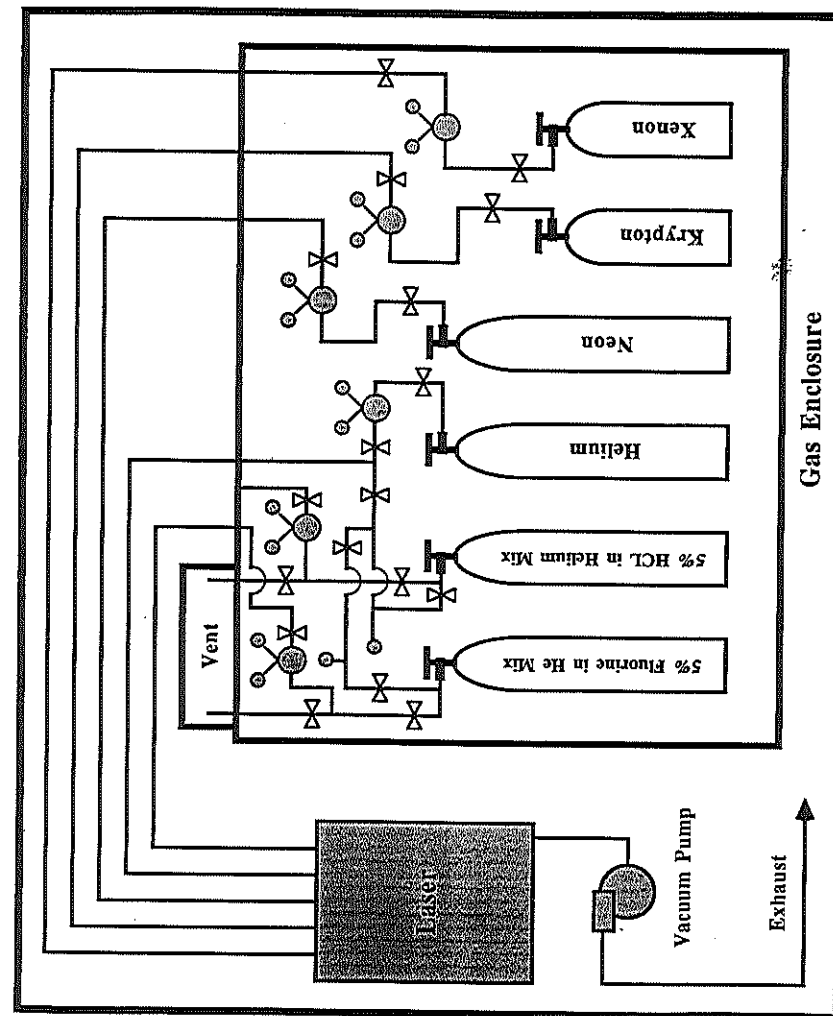 Gas Enclosure
Xenon
Krypton
Neon
Helium
5% HCL in Helium Mix
5% Fluorine in He Mix
Vent
Laser
Vacuum Pump
Exhaust